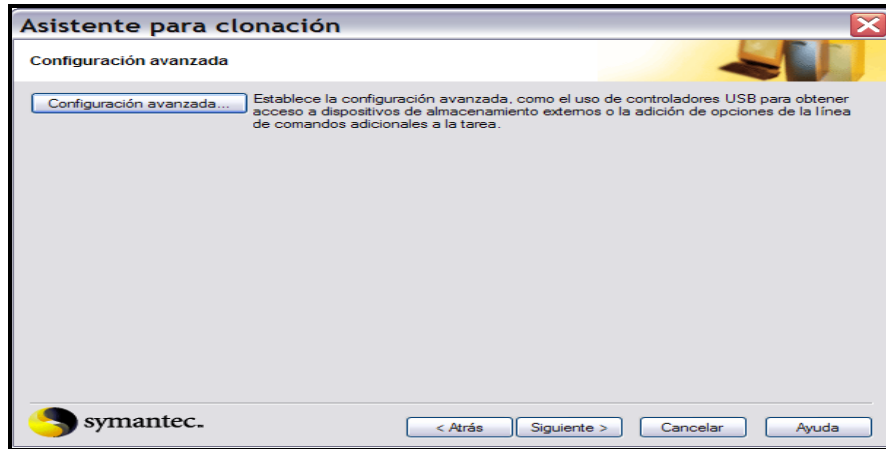 Asistente para clonación
Configuración avanzada
Configuración avanzada... Establece la configuración avanzada, como el uso de controladores USB para obtener
acceso a dispositivos de almacenamiento externos o la adición de opciones de la línea
de comandos adicionales a la tarea.
symantec.
< Atrás Siguiente > Cancelar Ayuda